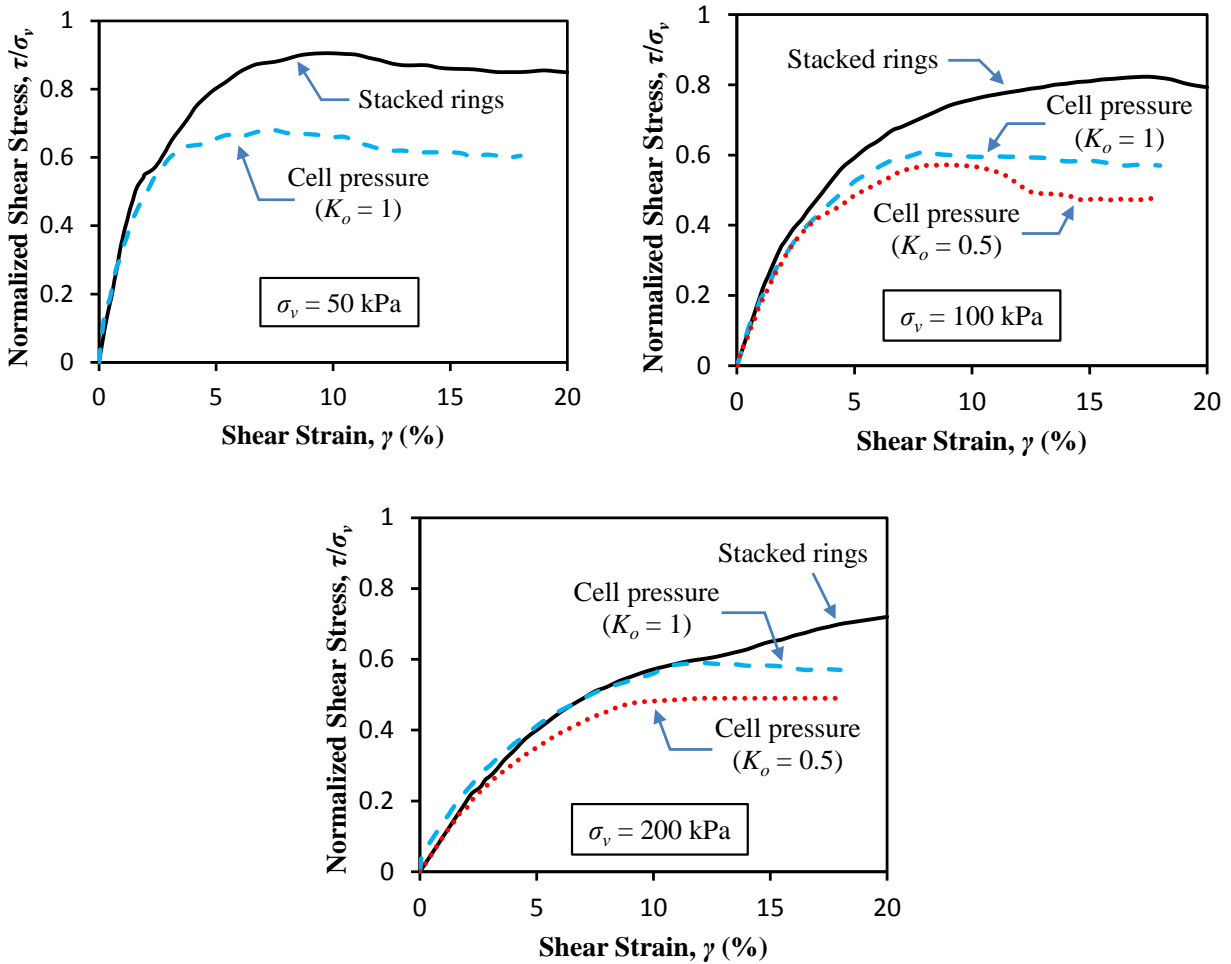 1
0.8
0.6
0.4
0.2
0
Normalized Shear Stress, τ/σv
Stacked rings
Cell pressure
(Ko = 1)
σv = 50 kPa
0 5 10 15 20
Shear Strain, γ (%)
1
0.8
0.6
0.4
0.2
0
Normalized Shear Stress, τ/σv
Stacked rings
Cell pressure
(Ko = 1)
Cell pressure
(Ko = 0.5)
σv = 100 kPa
0 5 10 15 20
Shear Strain, γ (%)
1
0.8
0.6
0.4
0.2
0
Normalized Shear Stress, τ/σv
Stacked rings
Cell pressure
(Ko = 1)
Cell pressure
(Ko = 0.5)
σv = 200 kPa
0 5 10 15 20
Shear Strain, γ (%)